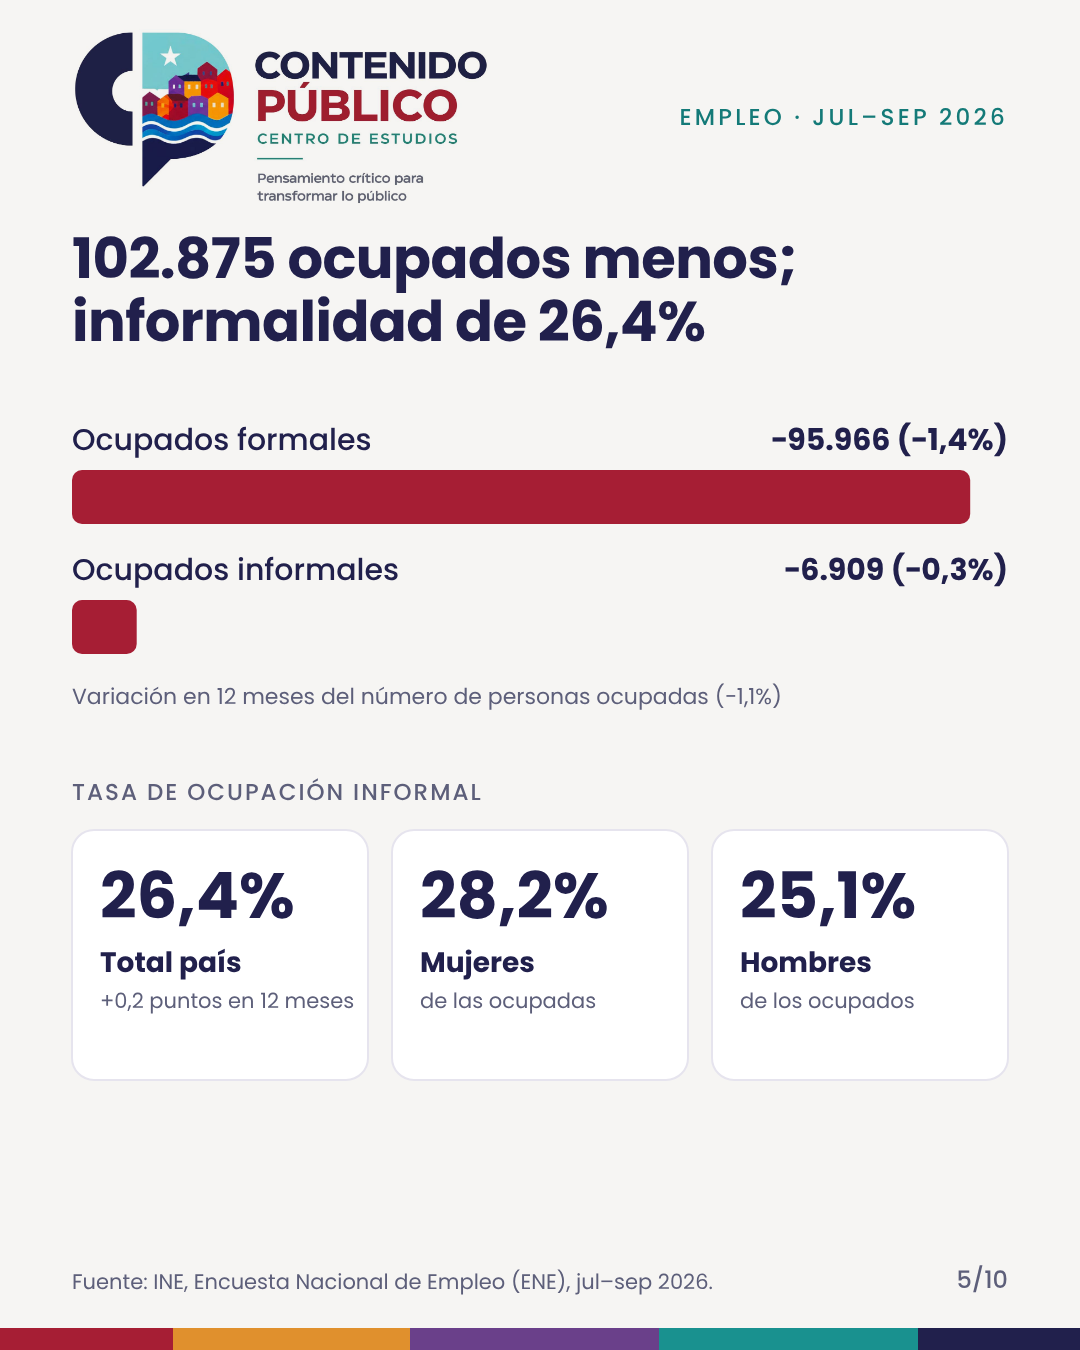 CONTENIDO
PÚBLICO
CENTRO DE ESTUDIOS
Pensamiento crítico para
transformar lo público
EMPLEO · JUL–SEP 2026
102.875 ocupados menos;
informalidad de 26,4%
Ocupados formales −95.966 (−1,4%)
Ocupados informales −6.909 (−0,3%)
Variación en 12 meses del número de personas ocupadas (−1,1%)
TASA DE OCUPACIÓN INFORMAL
26,4%
Total país
+0,2 puntos en 12 meses
28,2%
Mujeres
de las ocupadas
25,1%
Hombres
de los ocupados
Fuente: INE, Encuesta Nacional de Empleo (ENE), jul–sep 2026.
5/10